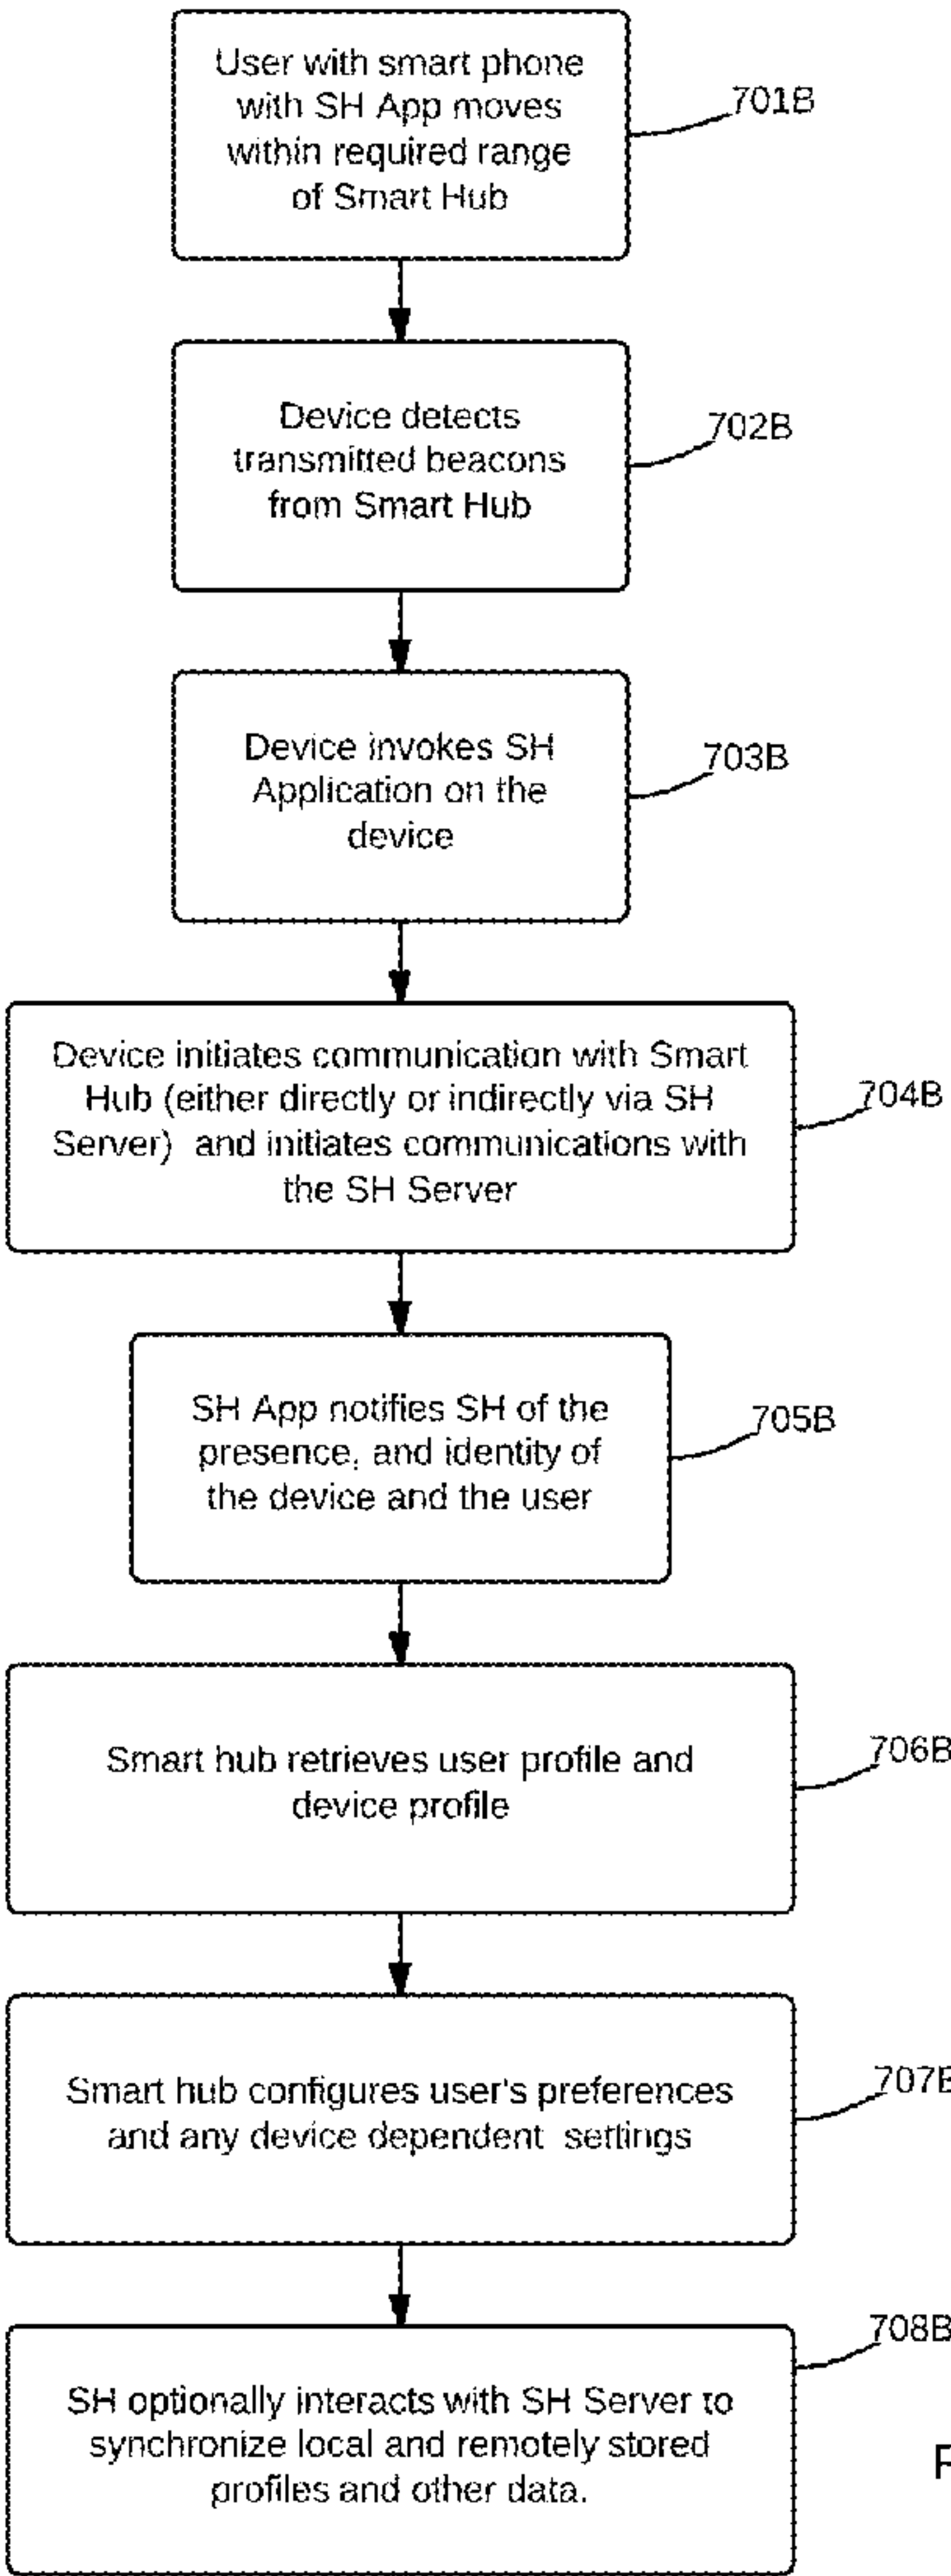 User with smart phone
with SH App moves
within required range
of Smart Hub
701B
Device detects
transmitted beacons
from Smart Hub
702B
Device invokes SH
Application on the
device
703B
Device initiates communication with Smart
Hub (either directly or indirectly via SH
Server) and initiates communications with
the SH Server
704B
SH App notifies SH of the
presence, and identity of
the device and the user
705B
Smart hub retrieves user profile and
device profile
706B
Smart hub configures user's preferences
and any device dependent settings
707B
SH optionally interacts with SH Server to
synchronize local and remotely stored
profiles and other data.
708B